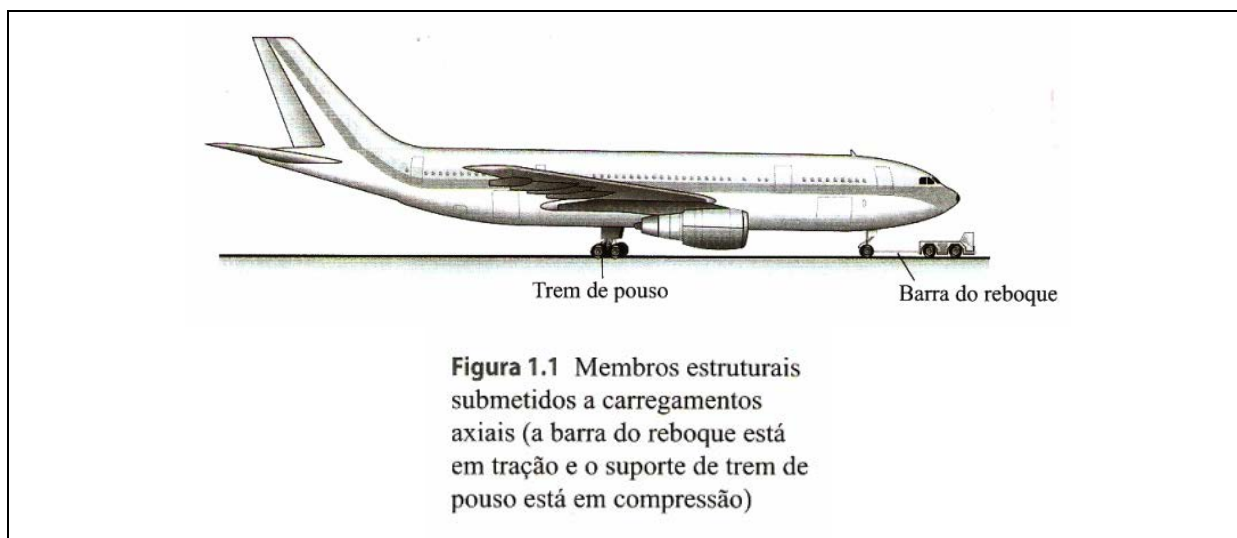 Trem de pouso
Barra do reboque
Figura 1.1 Membros estruturais
submetidos a carregamentos
axiais (a barra do reboque está
em tração e o suporte de trem de
pouso está em compressão)